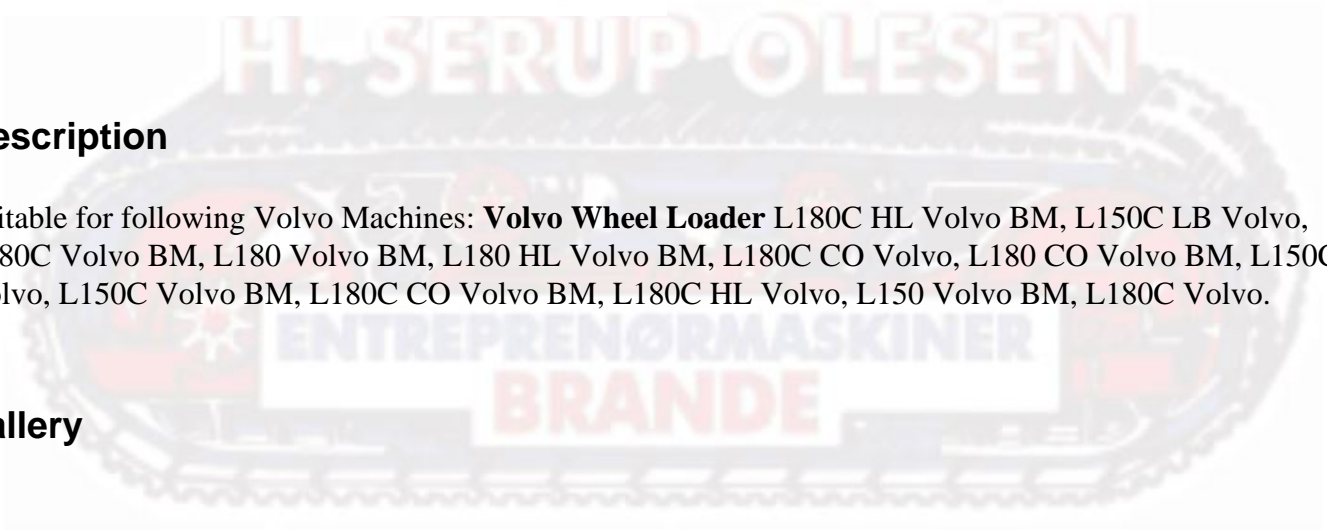 H. SERUP OLESEN
escription
itable for following Volvo Machines: Volvo Wheel Loader L180C HL Volvo BM, L150C LB Volvo,
80C Volvo BM, L180 Volvo BM, L180 HL Volvo BM, L180C CO Volvo, L180 CO Volvo BM, L150C
olvo, L150C Volvo BM, L180C CO Volvo BM, L180C HL Volvo, L150 Volvo BM, L180C Volvo.
ENTREPRENØRMASKINER
BRANDE
allery